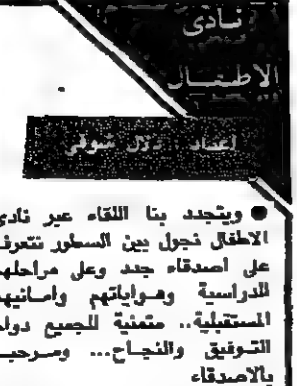 نادى
الاطفال
إعداد : دلال شوقي
● ويتجدد بنا اللقاء عبر نادى
الاطفال نجول بين السطور نتعرف
على اصدقاء جدد وعلى مراحلهم
الدراسية وهواياتهم وامانيهم
المستقبلية.. متمنية للجميع دوام
التوفيق والنجاح... ومرحبا
بالاصدقاء